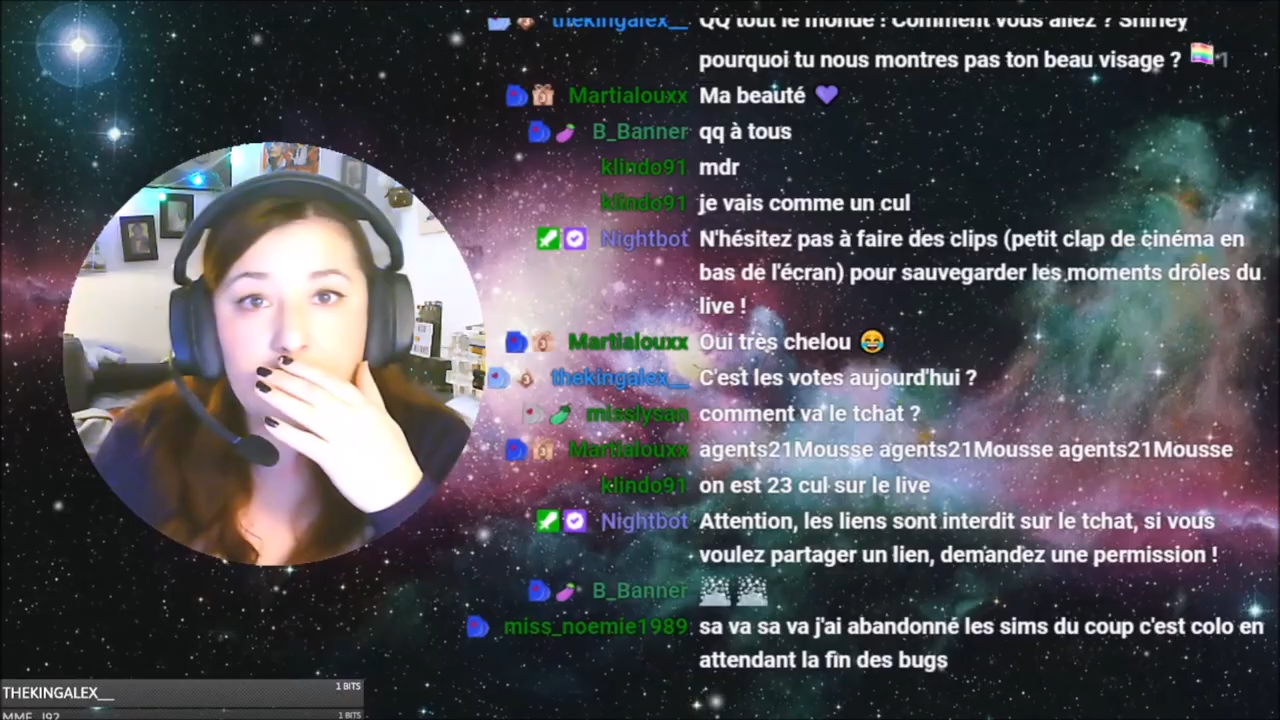 thekingalex__ QQ tout le monde ! Comment vous allez ? Shirley
pourquoi tu nous montres pas ton beau visage ? 1
Martialouxx Ma beauté 💜
B_Banner qq à tous
klindo91 mdr
klindo91 je vais comme un cul
Nightbot N'hésitez pas à faire des clips (petit clap de cinéma en
bas de l'écran) pour sauvegarder les moments drôles du
live !
Martialouxx Oui très chelou 😂
thekingalex__ C'est les votes aujourd'hui ?
misslysan comment va le tchat ?
Martialouxx agents21Mousse agents21Mousse agents21Mousse
klindo91 on est 23 cul sur le live
Nightbot Attention, les liens sont interdit sur le tchat, si vous
voulez partager un lien, demandez une permission !
B_Banner
miss_noemie1989 sa va sa va j'ai abandonné les sims du coup c'est colo en
attendant la fin des bugs
THEKINGALEX__ 1 BITS
1 BITS